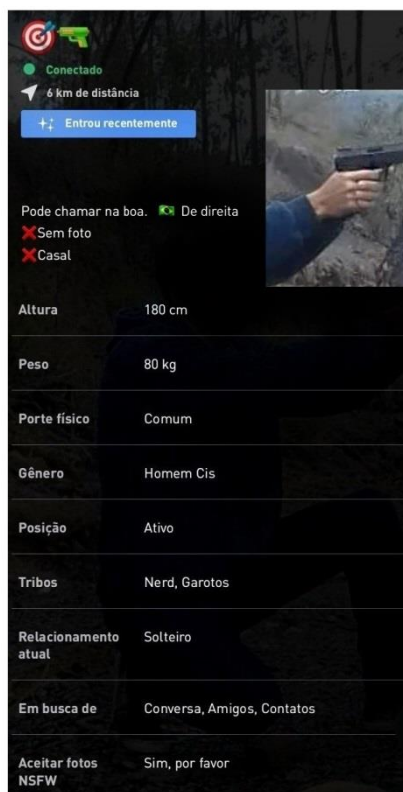 Conectado
6 km de distância
Entrou recentemente
Pode chamar na boa. 🇧🇷 De direita
❌Sem foto
❌Casal
Altura 180 cm
Peso 80 kg
Porte físico Comum
Gênero Homem Cis
Posição Ativo
Tribos Nerd, Garotos
Relacionamento atual Solteiro
Em busca de Conversa, Amigos, Contatos
Aceitar fotos NSFW Sim, por favor